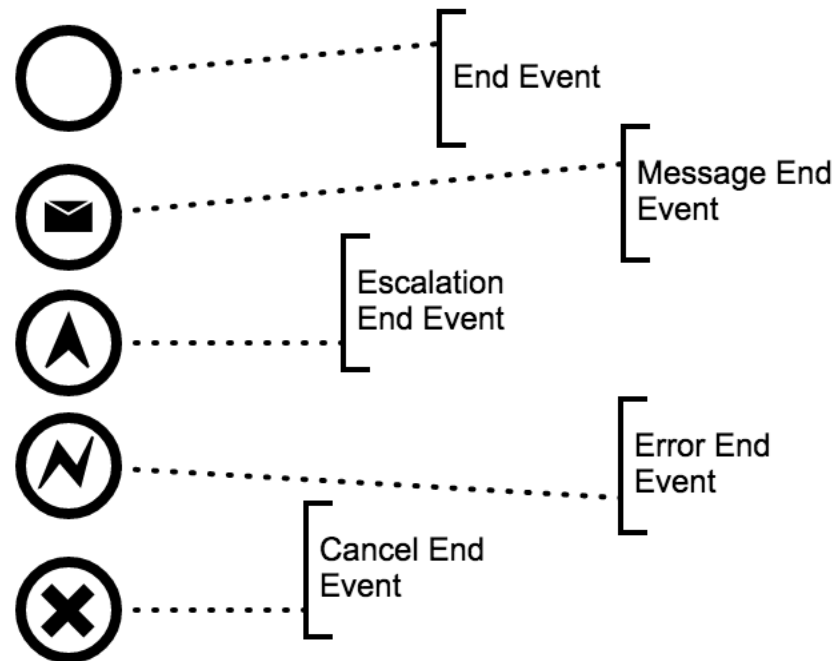 End Event
Message End
Event
Escalation
End Event
Error End
Event
Cancel End
Event